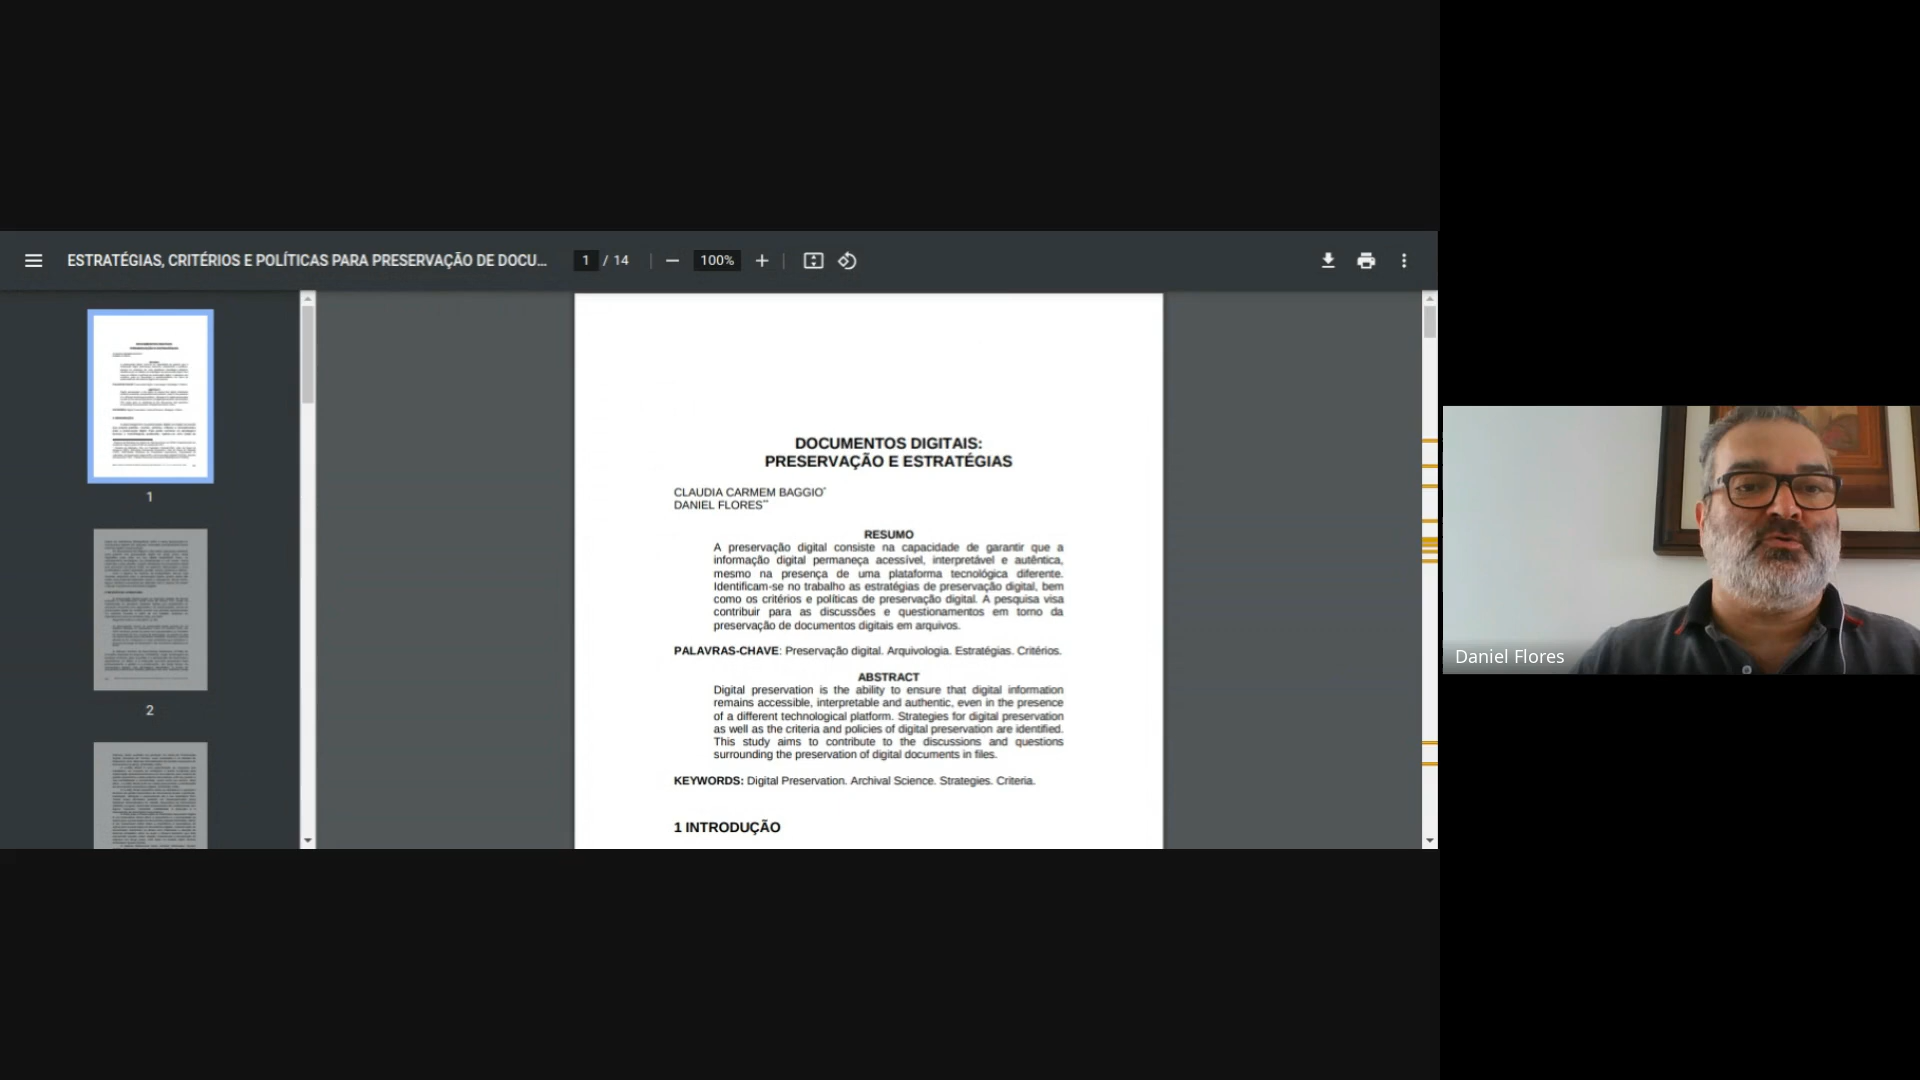 ESTRATÉGIAS, CRITÉRIOS E POLÍTICAS PARA PRESERVAÇÃO DE DOCU...
1 / 14
100%
1
2
DOCUMENTOS DIGITAIS:
PRESERVAÇÃO E ESTRATÉGIAS
CLAUDIA CARMEM BAGGIO*
DANIEL FLORES**
RESUMO
A preservação digital consiste na capacidade de garantir que a
informação digital permaneça acessível, interpretável e autêntica,
mesmo na presença de uma plataforma tecnológica diferente.
Identificam-se no trabalho as estratégias de preservação digital, bem
como os critérios e políticas de preservação digital. A pesquisa visa
contribuir para as discussões e questionamentos em torno da
preservação de documentos digitais em arquivos.
PALAVRAS-CHAVE: Preservação digital. Arquivologia. Estratégias. Critérios.
ABSTRACT
Digital preservation is the ability to ensure that digital information
remains accessible, interpretable and authentic, even in the presence
of a different technological platform. Strategies for digital preservation
as well as the criteria and policies of digital preservation are identified.
This study aims to contribute to the discussions and questions
surrounding the preservation of digital documents in files.
KEYWORDS: Digital Preservation. Archival Science. Strategies. Criteria.
1 INTRODUÇÃO
Daniel Flores